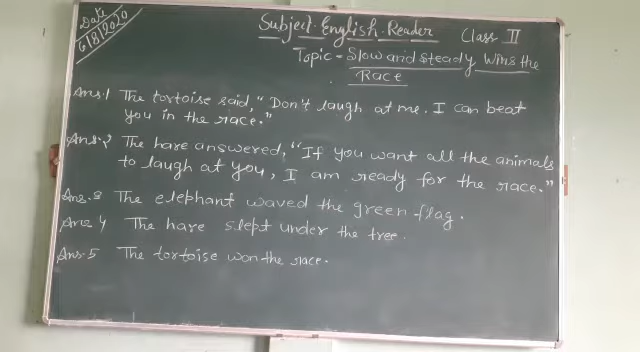 Date
6/8/2020
Subject-English-Reader Class II
Topic - Slow and steady Wins the
Race
Ans.1 The tortoise said, "Don't laugh at me. I can beat
you in the race."
Ans.2 The hare answered, "If you want all the animals
to laugh at you, I am ready for the race."
Ans.3 The elephant waved the green flag.
Ans 4 The hare slept under the tree.
Ans.5 The tortoise won the race.